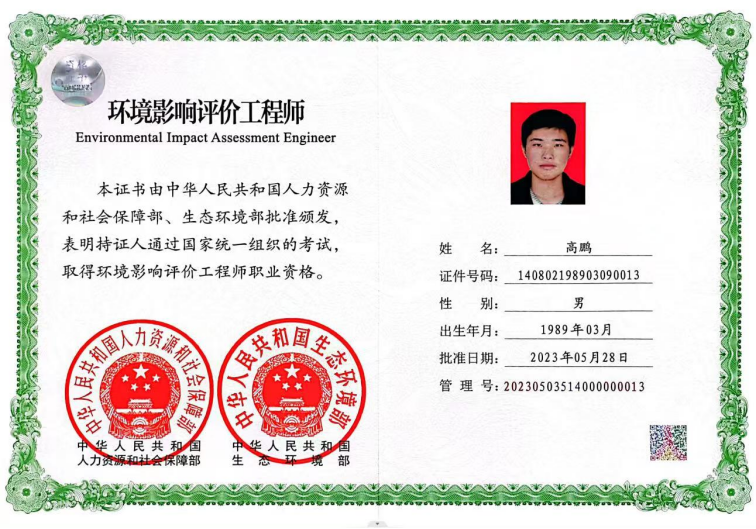 环境影响评价工程师
Environmental Impact Assessment Engineer
本证书由中华人民共和国人力资源
和社会保障部、生态环境部批准颁发，
表明持证人通过国家统一组织的考试，
取得环境影响评价工程师职业资格。
中华人民共和国人力资源和社会保障部
中华人民共和国生态环境部
中华人民共和国
人力资源和社会保障部
中华人民共和国
生态环境部
姓 名： 高鹏
证件号码： 140802198903090013
性 别： 男
出生年月： 1989年03月
批准日期： 2023年05月28日
管 理 号： 20230503514000000013